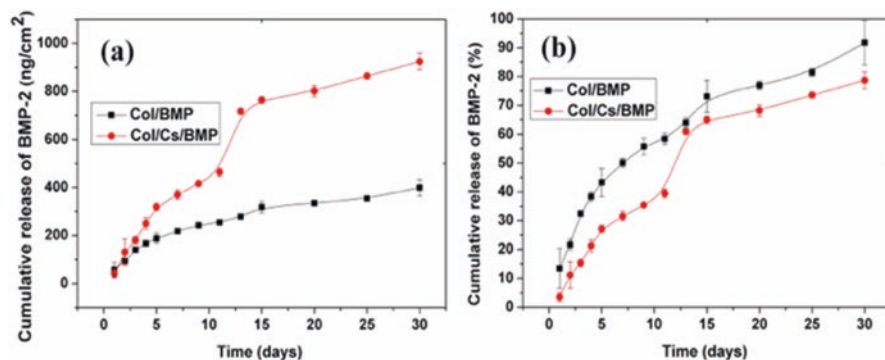 (a)
Cumulative release of BMP-2 (ng/cm²)
1000
800
600
400
200
0
Col/BMP
Col/Cs/BMP
0 5 10 15 20 25 30
Time (days)
(b)
Cumulative release of BMP-2 (%)
100
90
80
70
60
50
40
30
20
10
0
Col/BMP
Col/Cs/BMP
0 5 10 15 20 25 30
Time (days)